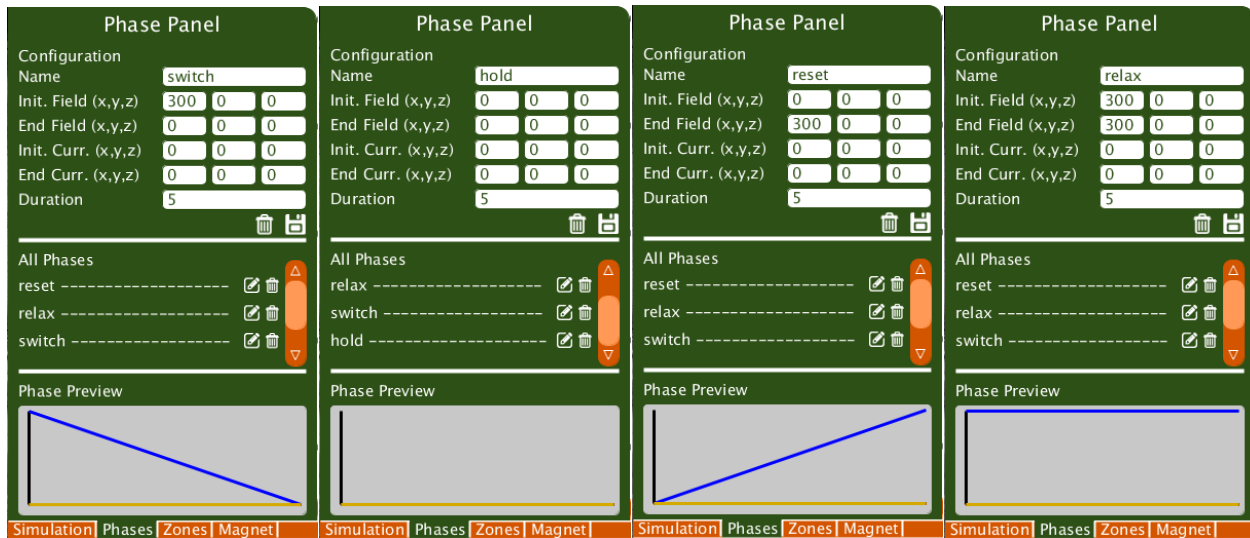 Phase Panel
Configuration
Name switch
Init. Field (x,y,z) 300 0 0
End Field (x,y,z) 0 0 0
Init. Curr. (x,y,z) 0 0 0
End Curr. (x,y,z) 0 0 0
Duration 5
All Phases
reset --------------------
relax --------------------
switch -------------------
Phase Preview
Simulation Phases Zones Magnet
Phase Panel
Configuration
Name hold
Init. Field (x,y,z) 0 0 0
End Field (x,y,z) 0 0 0
Init. Curr. (x,y,z) 0 0 0
End Curr. (x,y,z) 0 0 0
Duration 5
All Phases
relax --------------------
switch -------------------
hold ---------------------
Phase Preview
Simulation Phases Zones Magnet
Phase Panel
Configuration
Name reset
Init. Field (x,y,z) 0 0 0
End Field (x,y,z) 300 0 0
Init. Curr. (x,y,z) 0 0 0
End Curr. (x,y,z) 0 0 0
Duration 5
All Phases
reset --------------------
relax --------------------
switch -------------------
Phase Preview
Simulation Phases Zones Magnet
Phase Panel
Configuration
Name relax
Init. Field (x,y,z) 300 0 0
End Field (x,y,z) 300 0 0
Init. Curr. (x,y,z) 0 0 0
End Curr. (x,y,z) 0 0 0
Duration 5
All Phases
reset --------------------
relax --------------------
switch -------------------
Phase Preview
Simulation Phases Zones Magnet